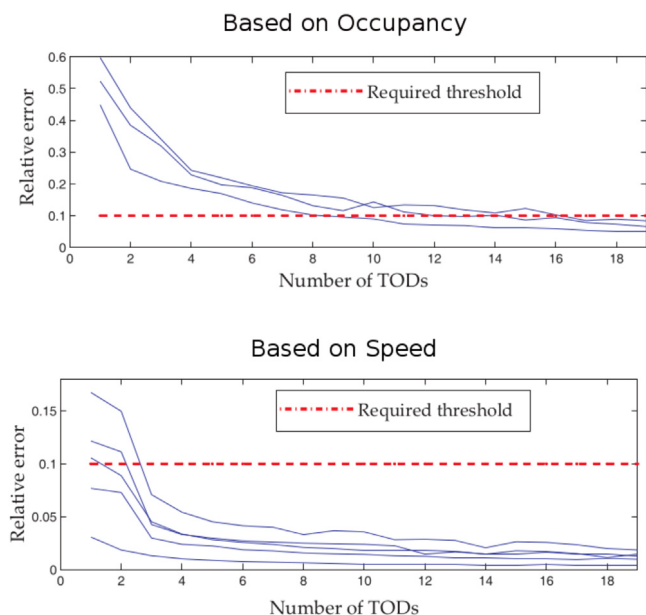 Based on Occupancy
0.6
0.5
0.4
0.3
0.2
0.1
0
Relative error
Required threshold
0 2 4 6 8 10 12 14 16 18
Number of TODs
Based on Speed
0.15
0.1
0.05
0
Relative error
Required threshold
0 2 4 6 8 10 12 14 16 18
Number of TODs